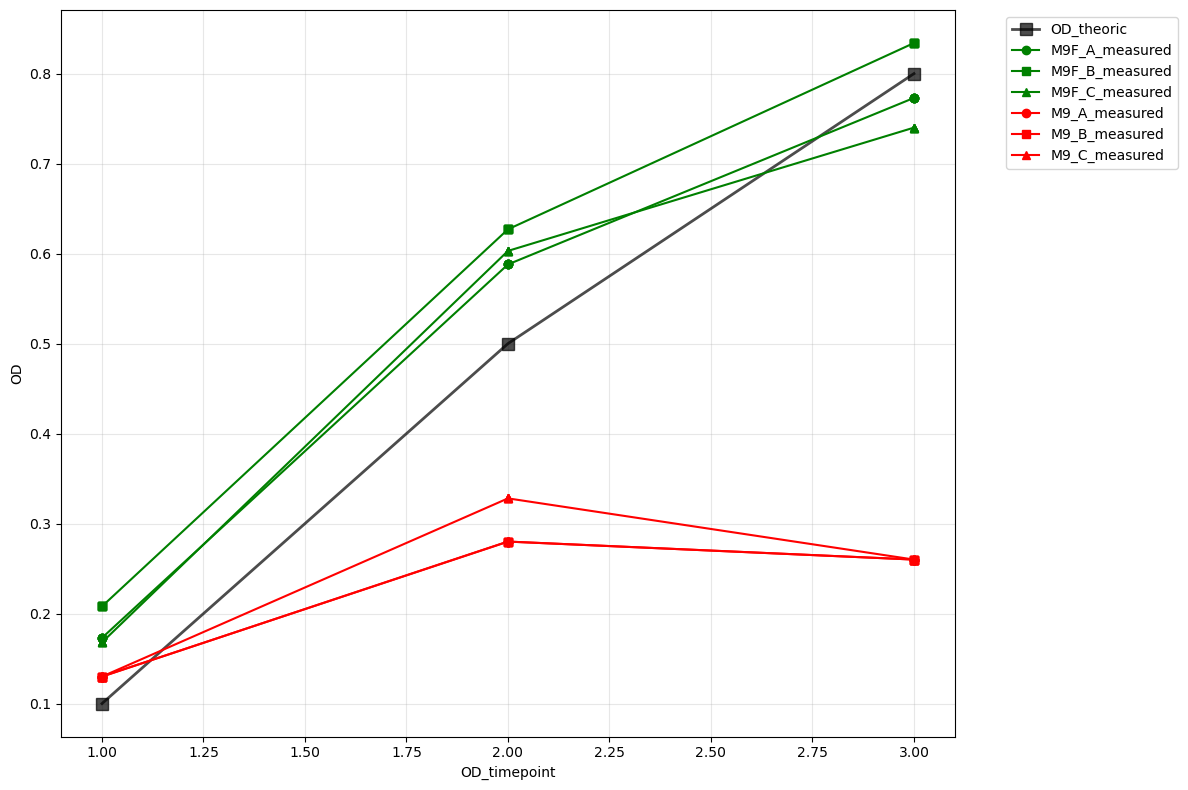 OD_theoric
M9F_A_measured
M9F_B_measured
M9F_C_measured
M9_A_measured
M9_B_measured
M9_C_measured
0.8
0.7
0.6
0.5
0.4
0.3
0.2
0.1
OD
1.00 1.25 1.50 1.75 2.00 2.25 2.50 2.75 3.00
OD_timepoint